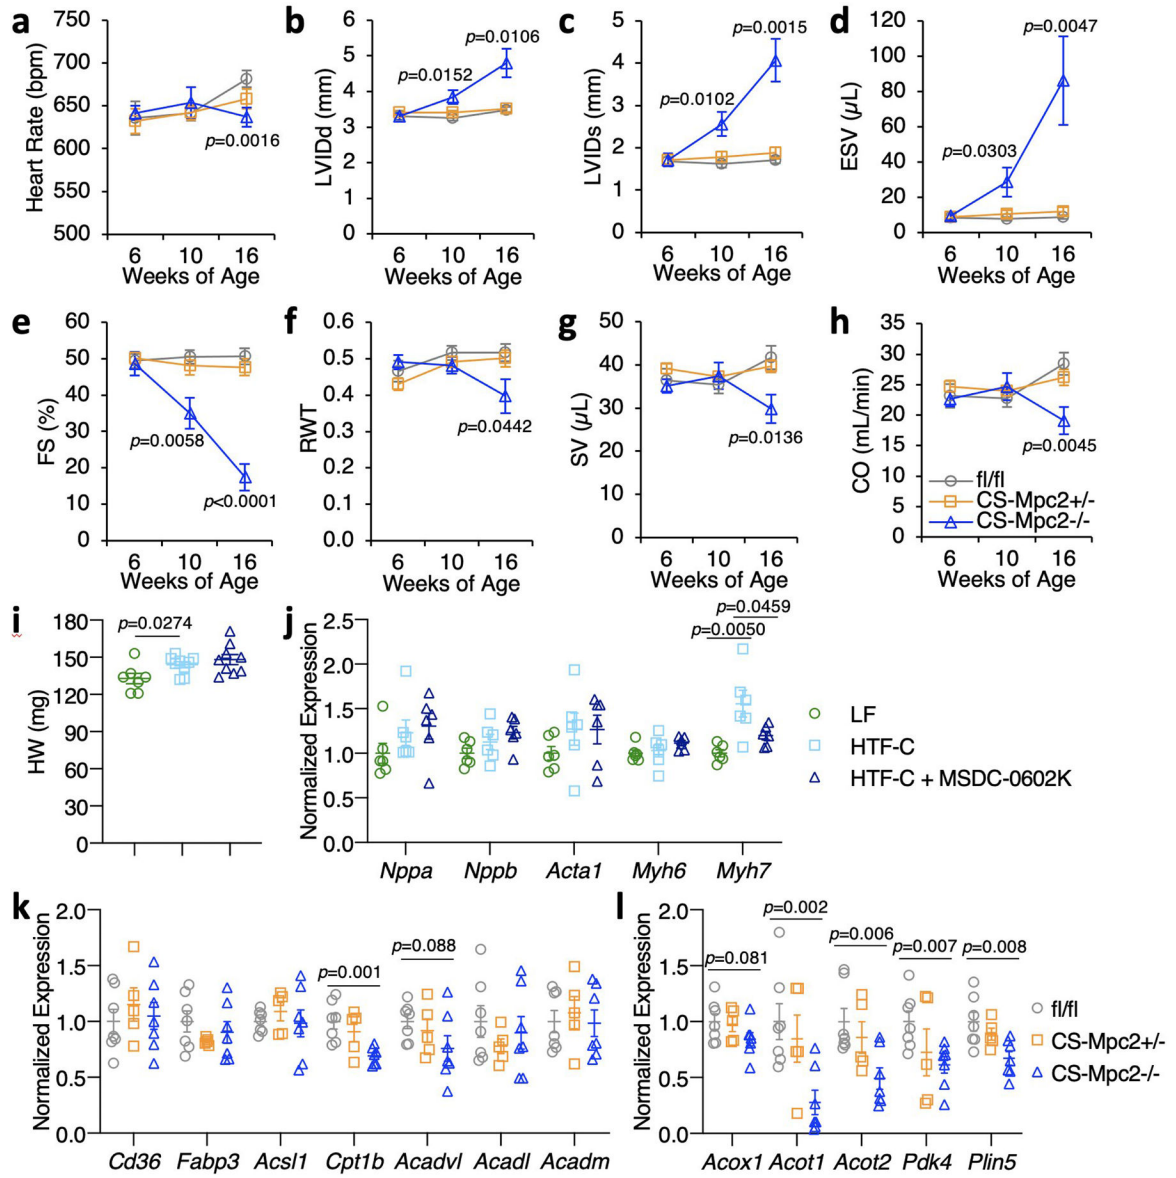 a
Heart Rate (bpm)
750
700
650
600
550
500
p=0.0016
6 10 16
Weeks of Age
b
LVIDd (mm)
6
5
4
3
2
1
0
p=0.0152
p=0.0106
6 10 16
Weeks of Age
c
LVIDs (mm)
5
4
3
2
1
0
p=0.0102
p=0.0015
6 10 16
Weeks of Age
d
ESV (µL)
120
100
80
60
40
20
0
p=0.0303
p=0.0047
6 10 16
Weeks of Age
e
FS (%)
60
50
40
30
20
10
0
p=0.0058
p<0.0001
6 10 16
Weeks of Age
f
RWT
0.6
0.5
0.4
0.3
0.2
0.1
0.0
p=0.0442
6 10 16
Weeks of Age
g
SV (µL)
50
40
30
20
10
0
p=0.0136
6 10 16
Weeks of Age
h
CO (mL/min)
35
30
25
20
15
10
5
0
p=0.0045
fl/fl
CS-Mpc2+/-
CS-Mpc2-/-
6 10 16
Weeks of Age
i
HW (mg)
180
150
120
90
60
30
0
p=0.0274
j
Normalized Expression
2.5
2.0
1.5
1.0
0.5
0.0
p=0.0459
p=0.0050
Nppa Nppb Acta1 Myh6 Myh7
LF
HTF-C
HTF-C + MSDC-0602K
k
Normalized Expression
2.0
1.5
1.0
0.5
0.0
p=0.001
p=0.088
Cd36 Fabp3 Acsl1 Cpt1b Acadvl Acadl Acadm
l
Normalized Expression
2.0
1.5
1.0
0.5
0.0
p=0.081
p=0.002
p=0.006
p=0.007
p=0.008
Acox1 Acot1 Acot2 Pdk4 Plin5
fl/fl
CS-Mpc2+/-
CS-Mpc2-/-